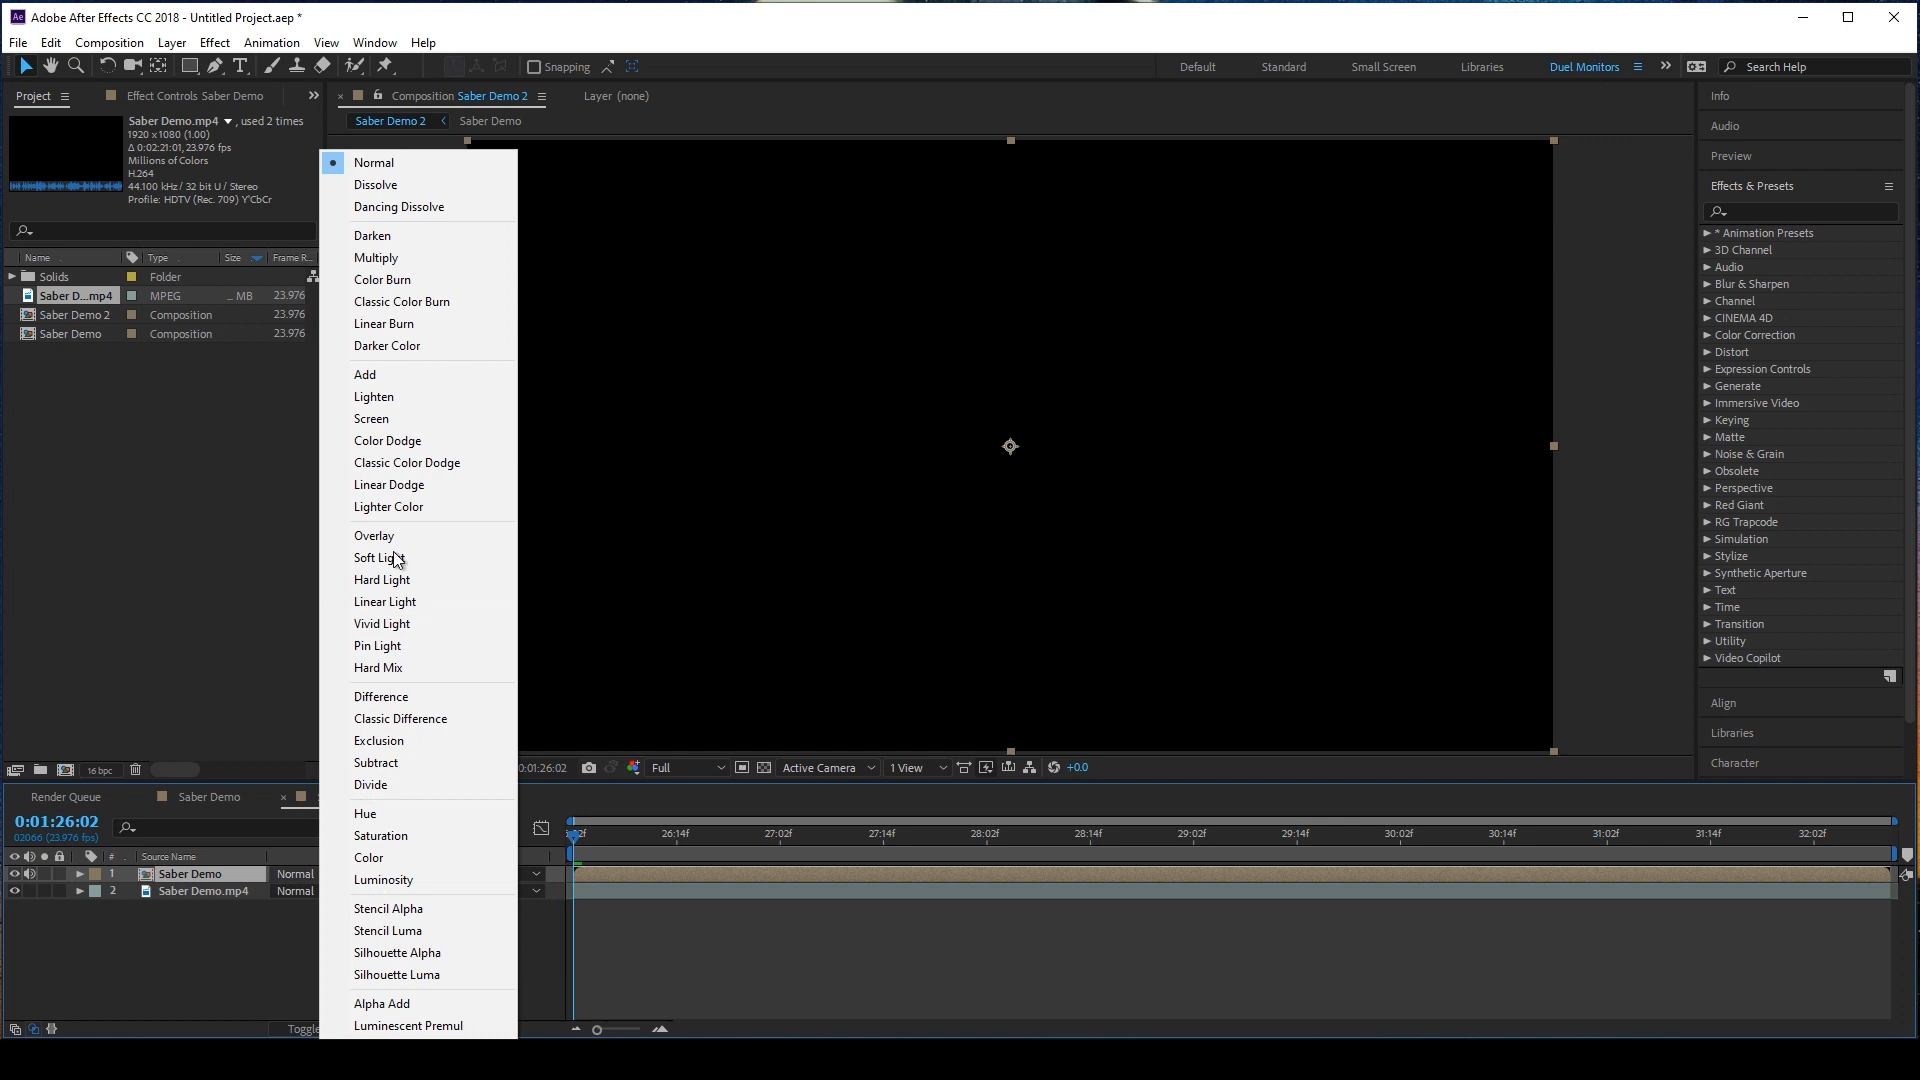 Adobe After Effects CC 2018 - Untitled Project.aep *
File Edit Composition Layer Effect Animation View Window Help
Snapping Default Standard Small Screen Libraries Duel Monitors Search Help
Project Effect Controls Saber Demo Composition Saber Demo 2 Layer (none)
Saber Demo 2 Saber Demo
Saber Demo.mp4 , used 2 times
1920 x 1080 (1.00)
Δ 0:02:21:01, 23.976 fps
Millions of Colors
H.264
44.100 kHz / 32 bit U / Stereo
Profile: HDTV (Rec. 709) Y'CbCr
Name Type Size Frame R...
Solids Folder
Saber D...mp4 MPEG ... MB 23.976
Saber Demo 2 Composition 23.976
Saber Demo Composition 23.976
16 bpc
Normal
Dissolve
Dancing Dissolve
Darken
Multiply
Color Burn
Classic Color Burn
Linear Burn
Darker Color
Add
Lighten
Screen
Color Dodge
Classic Color Dodge
Linear Dodge
Lighter Color
Overlay
Soft Light
Hard Light
Linear Light
Vivid Light
Pin Light
Hard Mix
Difference
Classic Difference
Exclusion
Subtract
Divide
Hue
Saturation
Color
Luminosity
Stencil Alpha
Stencil Luma
Silhouette Alpha
Silhouette Luma
Alpha Add
Luminescent Premul
0:01:26:02 Full Active Camera 1 View +0.0
Info
Audio
Preview
Effects & Presets
* Animation Presets
3D Channel
Audio
Blur & Sharpen
Channel
CINEMA 4D
Color Correction
Distort
Expression Controls
Generate
Immersive Video
Keying
Matte
Noise & Grain
Obsolete
Perspective
Red Giant
RG Trapcode
Simulation
Stylize
Synthetic Aperture
Text
Time
Transition
Utility
Video Copilot
Align
Libraries
Character
Render Queue Saber Demo
0:01:26:02
02066 (23.976 fps)
26:14f 27:02f 27:14f 28:02f 28:14f 29:02f 29:14f 30:02f 30:14f 31:02f 31:14f 32:02f
# Source Name
1 Saber Demo Normal
2 Saber Demo.mp4 Normal
Toggle